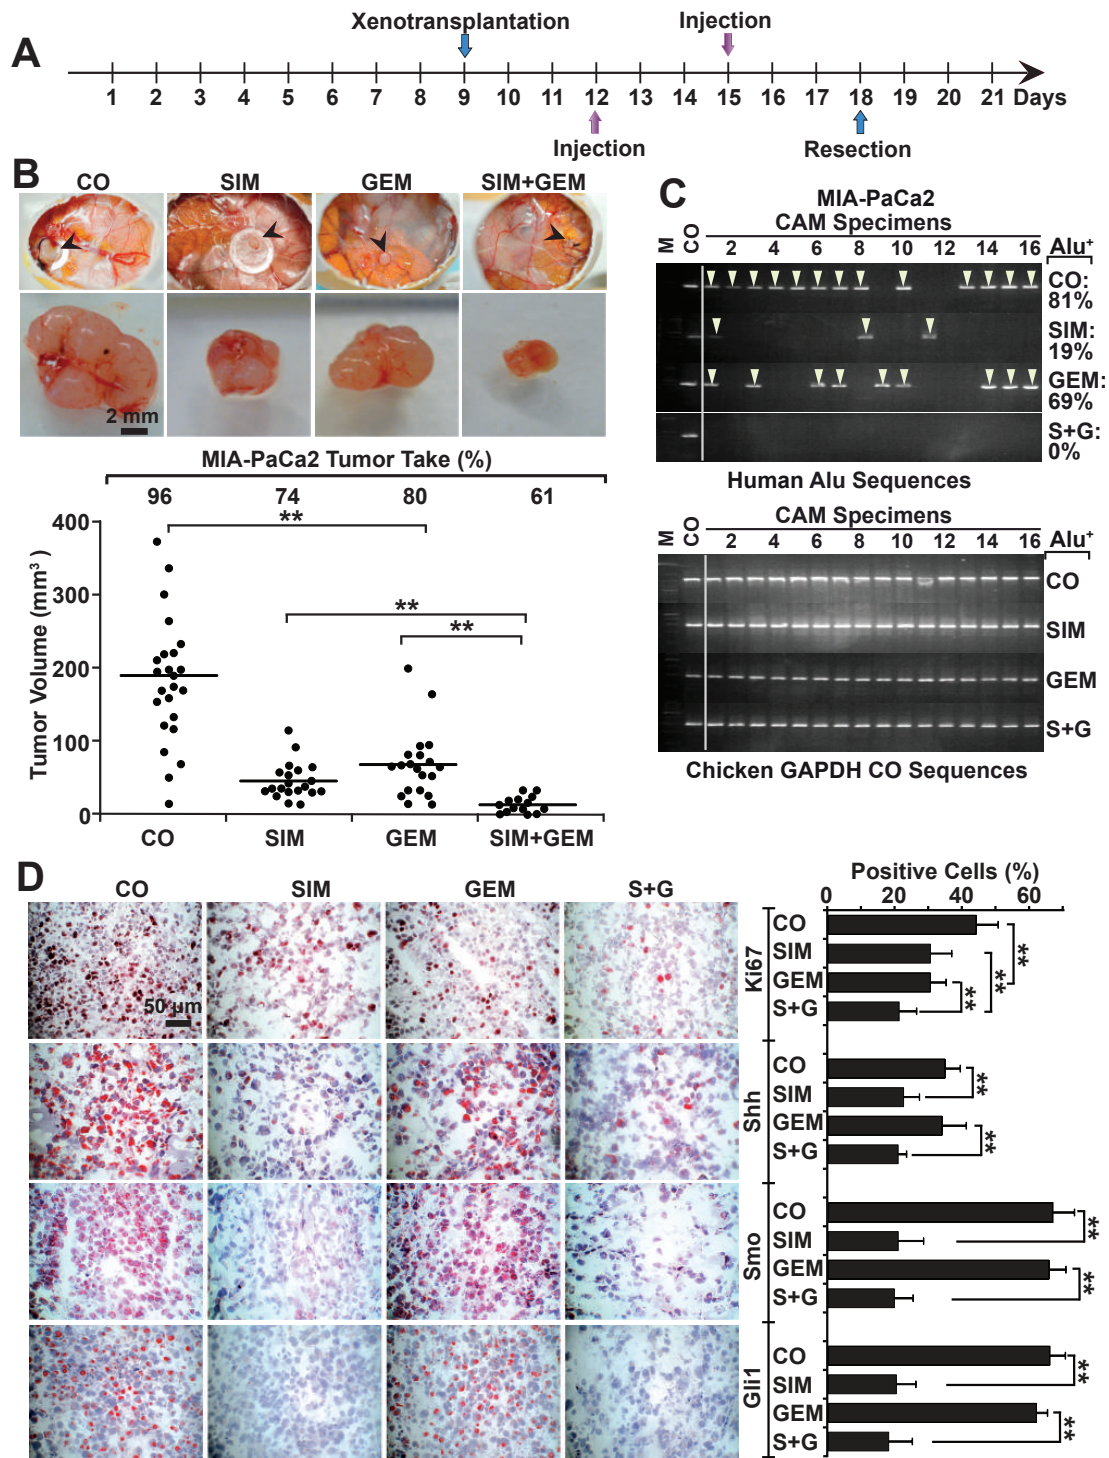 A
Xenotransplantation
Injection
1 2 3 4 5 6 7 8 9 10 11 12 13 14 15 16 17 18 19 20 21 Days
Injection
Resection
B
CO SIM GEM SIM+GEM
2 mm
MIA-PaCa2 Tumor Take (%)
96 74 80 61
Tumor Volume (mm³)
400
300
200
100
0
**
**
**
CO SIM GEM SIM+GEM
C
MIA-PaCa2
CAM Specimens
M CO 2 4 6 8 10 14 16 Alu⁺
CO:
81%
SIM:
19%
GEM:
69%
S+G:
0%
Human Alu Sequences
CAM Specimens
M CO 2 4 6 8 10 12 14 16 Alu⁺
CO
SIM
GEM
S+G
Chicken GAPDH CO Sequences
D
CO SIM GEM S+G
50 µm
Positive Cells (%)
0 20 40 60
Ki67
CO
SIM
GEM
S+G
**
**
**
Shh
CO
SIM
GEM
S+G
**
**
Smo
CO
SIM
GEM
S+G
**
**
Gli1
CO
SIM
GEM
S+G
**
**